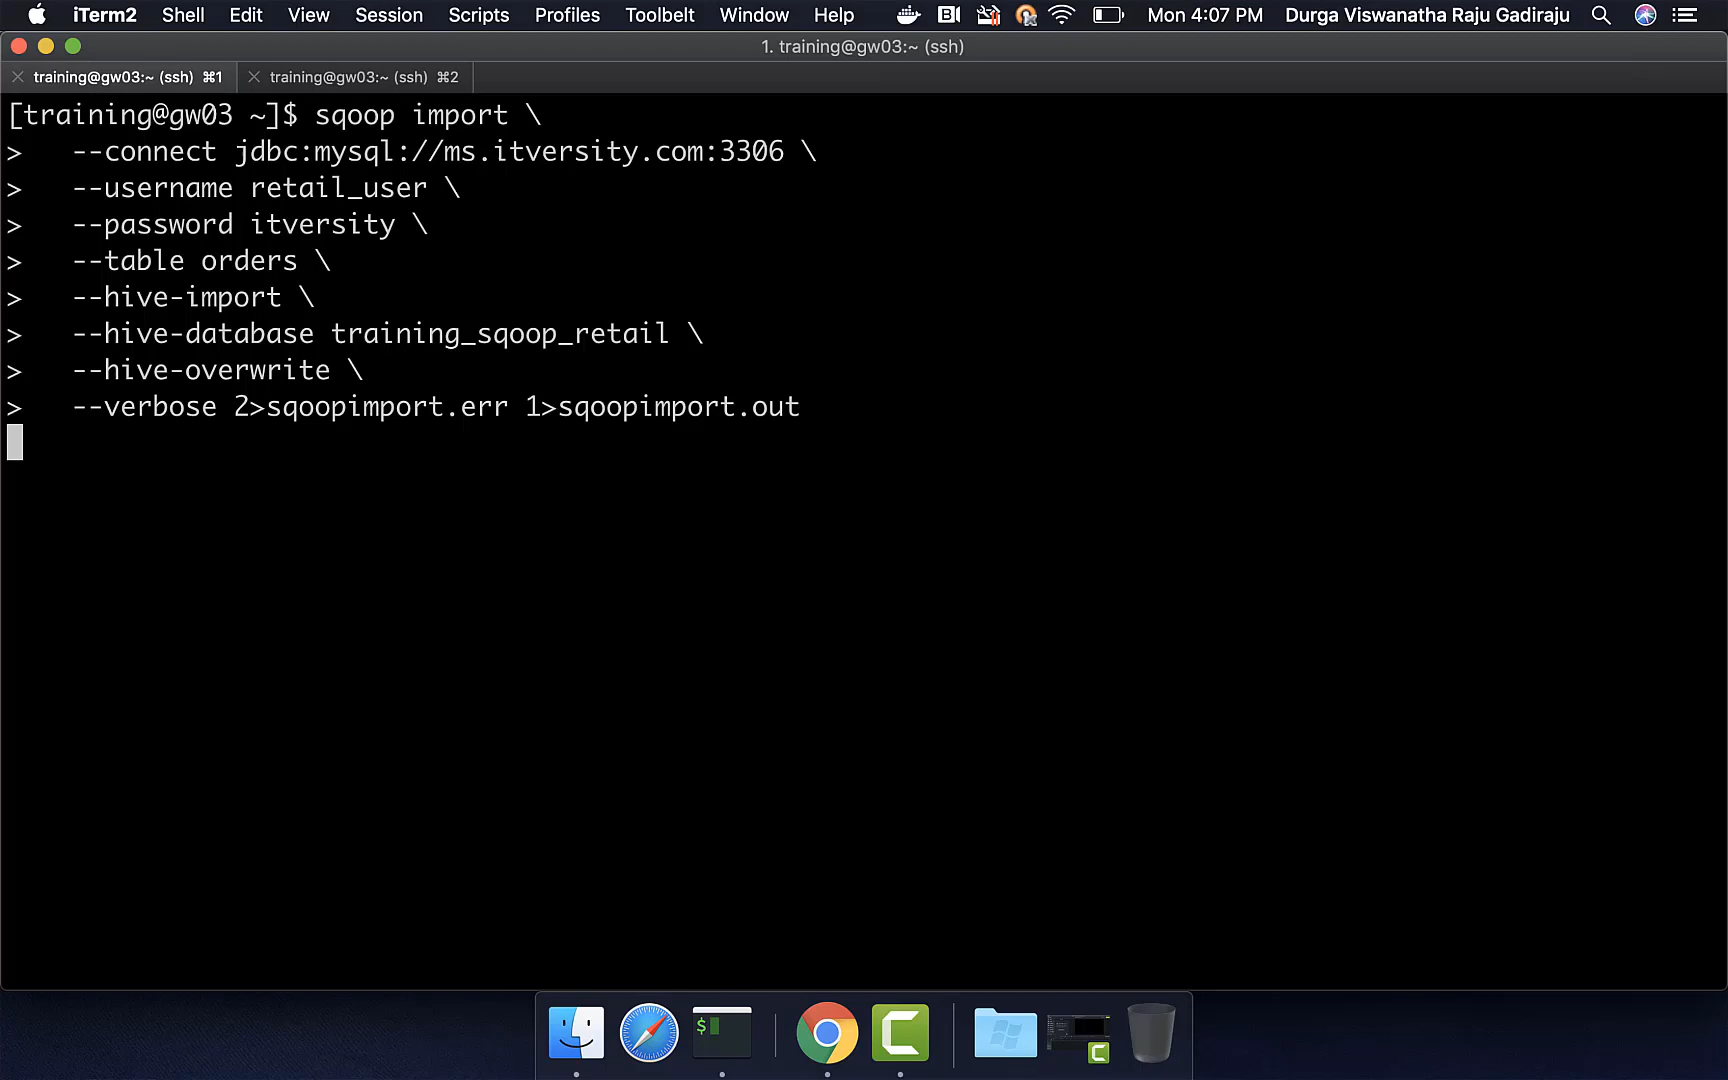 iTerm2 Shell Edit View Session Scripts Profiles Toolbelt Window Help Mon 4:07 PM Durga Viswanatha Raju Gadiraju
1. training@gw03:~ (ssh)
training@gw03:~ (ssh) ⌘1 training@gw03:~ (ssh) ⌘2
[training@gw03 ~]$ sqoop import \
>   --connect jdbc:mysql://ms.itversity.com:3306 \
>   --username retail_user \
>   --password itversity \
>   --table orders \
>   --hive-import \
>   --hive-database training_sqoop_retail \
>   --hive-overwrite \
>   --verbose 2>sqoopimport.err 1>sqoopimport.out